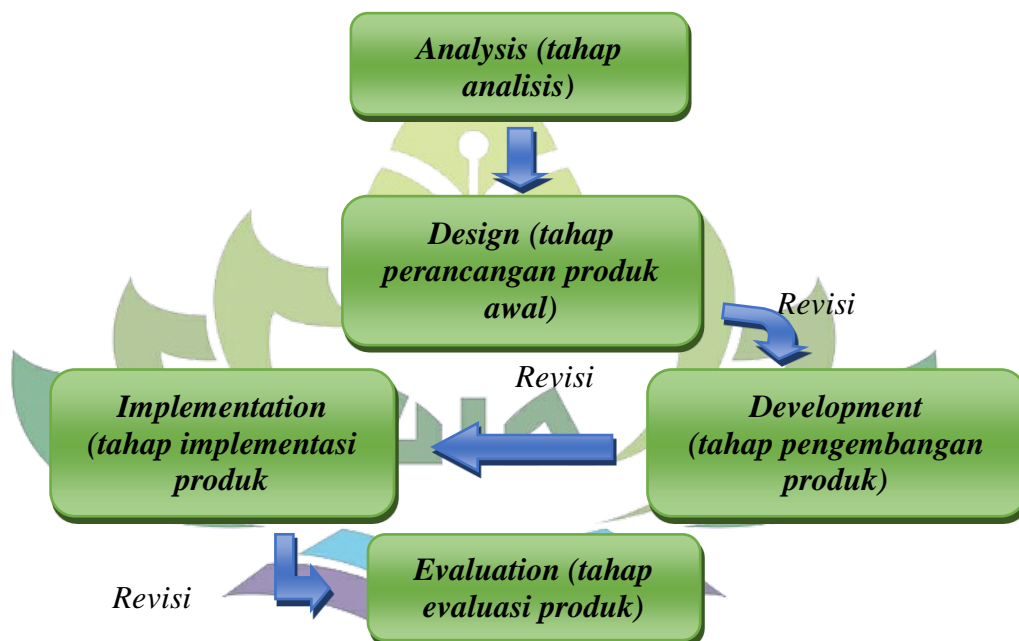 Analysis (tahap
analisis)
Design (tahap
perancangan produk
awal)
Revisi
Revisi
Implementation
(tahap implementasi
produk
Development
(tahap pengembangan
produk)
Evaluation (tahap
evaluasi produk)
Revisi